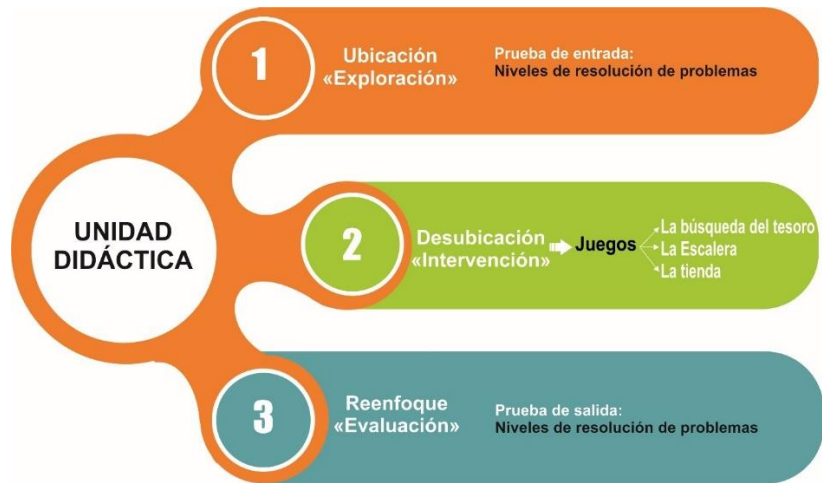 UNIDAD
DIDÁCTICA
1
Ubicación
«Exploración»
Prueba de entrada:
Niveles de resolución de problemas
2
Desubicación
«Intervención»
Juegos
La búsqueda del tesoro
La Escalera
La tienda
3
Reenfoque
«Evaluación»
Prueba de salida:
Niveles de resolución de problemas